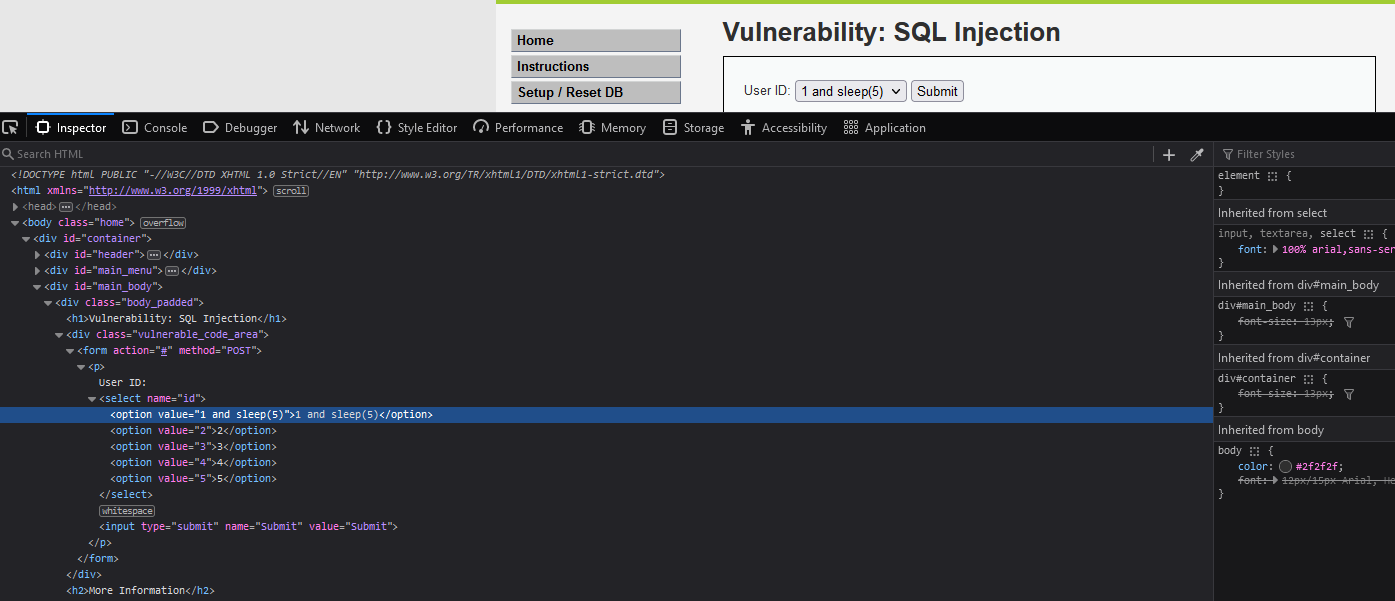 Vulnerability: SQL Injection
Home
Instructions
Setup / Reset DB
User ID: 1 and sleep(5) Submit
Inspector Console Debugger Network {} Style Editor Performance Memory Storage Accessibility Application
Search HTML
<!DOCTYPE html PUBLIC "-//W3C//DTD XHTML 1.0 Strict//EN" "http://www.w3.org/TR/xhtml1/DTD/xhtml1-strict.dtd">
<html xmlns="http://www.w3.org/1999/xhtml"> scroll
<head> ... </head>
<body class="home"> overflow
<div id="container">
<div id="header"> ... </div>
<div id="main_menu"> ... </div>
<div id="main_body">
<div class="body_padded">
<h1>Vulnerability: SQL Injection</h1>
<div class="vulnerable_code_area">
<form action="#" method="POST">
<p>
User ID:
<select name="id">
<option value="1 and sleep(5)">1 and sleep(5)</option>
<option value="2">2</option>
<option value="3">3</option>
<option value="4">4</option>
<option value="5">5</option>
</select>
whitespace
<input type="submit" name="Submit" value="Submit">
</p>
</form>
</div>
<h2>More Information</h2>
Filter Styles
element {
}
Inherited from select
input, textarea, select {
font: 100% arial,sans-ser
}
Inherited from div#main_body
div#main_body {
font-size: 13px;
}
Inherited from div#container
div#container {
font-size: 13px;
}
Inherited from body
body {
color: #2f2f2f;
font: 12px/15px Arial, He
}